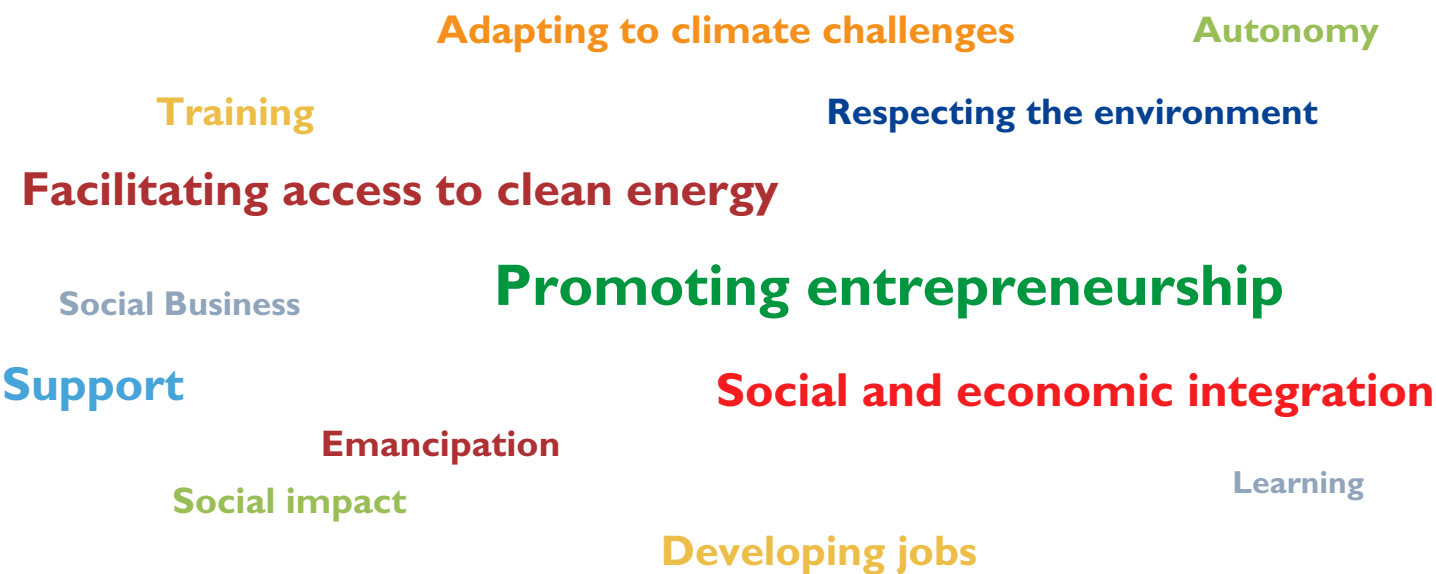 Adapting to climate challenges
Autonomy
Training
Respecting the environment
Facilitating access to clean energy
Promoting entrepreneurship
Social Business
Support
Social and economic integration
Emancipation
Learning
Social impact
Developing jobs